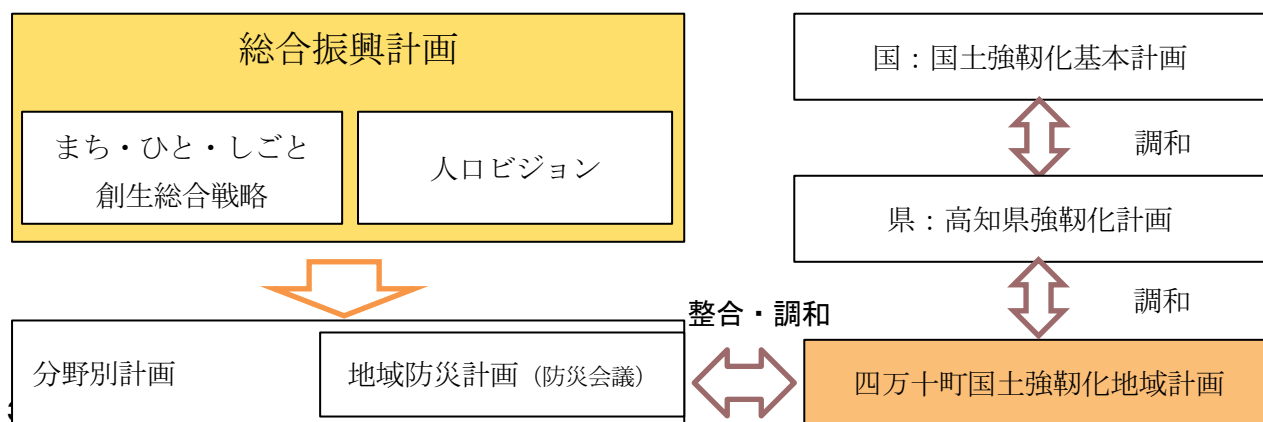 総合振興計画
まち・ひと・しごと
創生総合戦略
人口ビジョン
国：国土強靱化基本計画
調和
県：高知県強靱化計画
調和
整合・調和
分野別計画
地域防災計画（防災会議）
四万十町国土強靱化地域計画